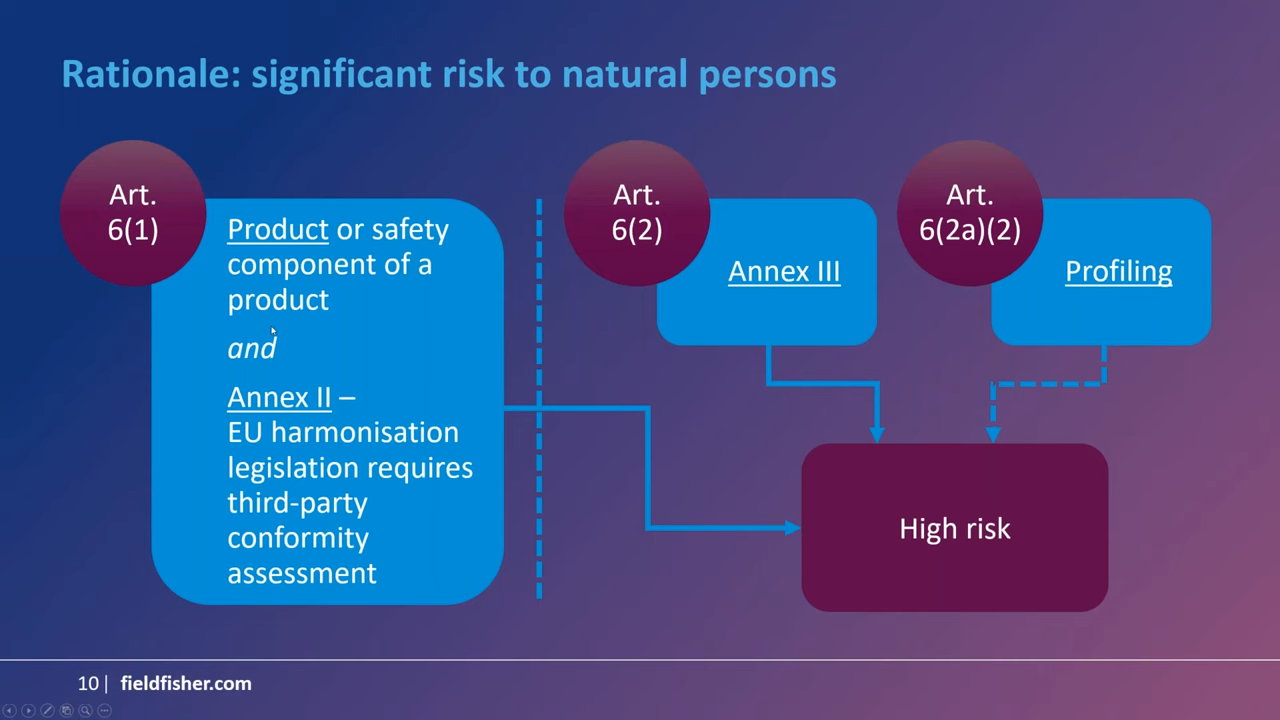 Rationale: significant risk to natural persons
Art.
6(1)
Product or safety
component of a
product
and
Annex II –
EU harmonisation
legislation requires
third-party
conformity
assessment
Art.
6(2)
Annex III
Art.
6(2a)(2)
Profiling
High risk
10| fieldfisher.com